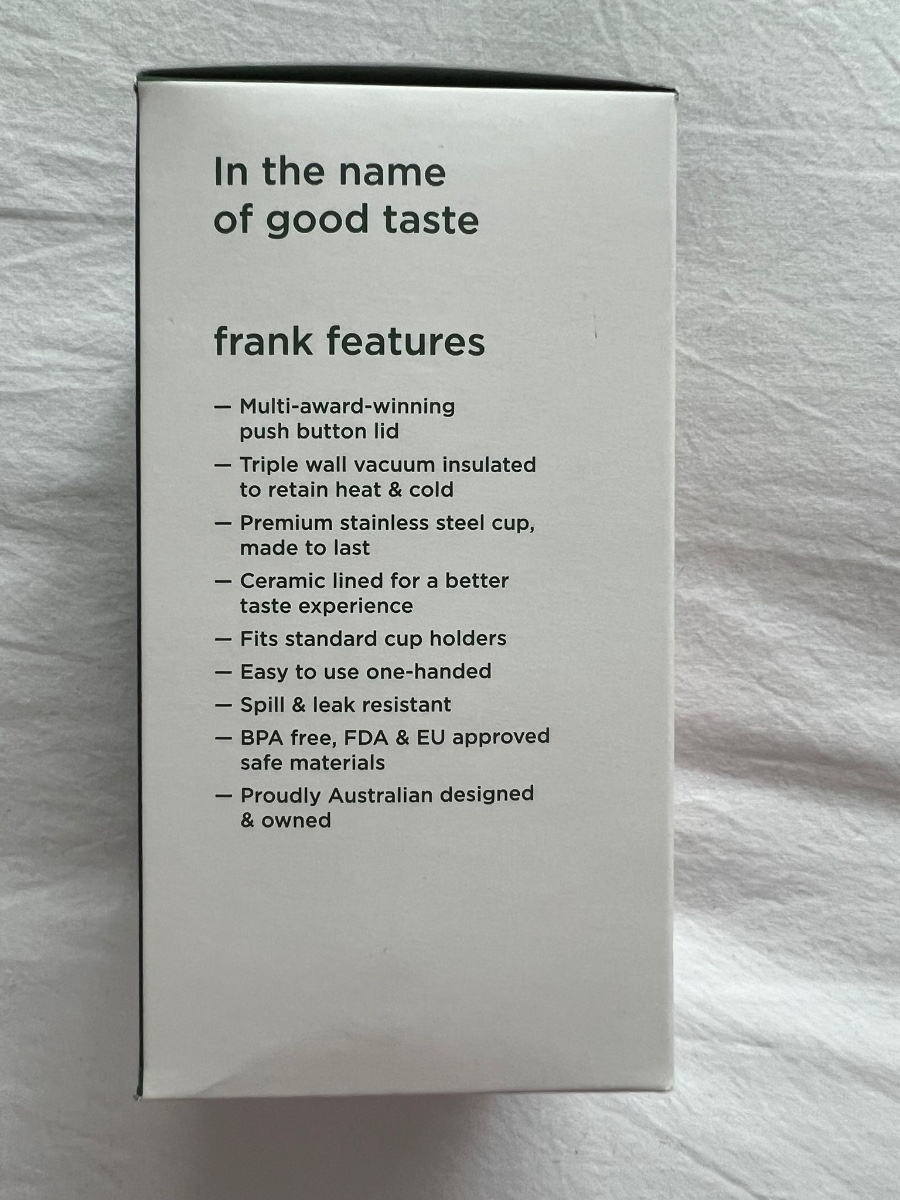 In the name
of good taste
frank features
— Multi-award-winning
push button lid
— Triple wall vacuum insulated
to retain heat & cold
— Premium stainless steel cup,
made to last
— Ceramic lined for a better
taste experience
— Fits standard cup holders
— Easy to use one-handed
— Spill & leak resistant
— BPA free, FDA & EU approved
safe materials
— Proudly Australian designed
& owned